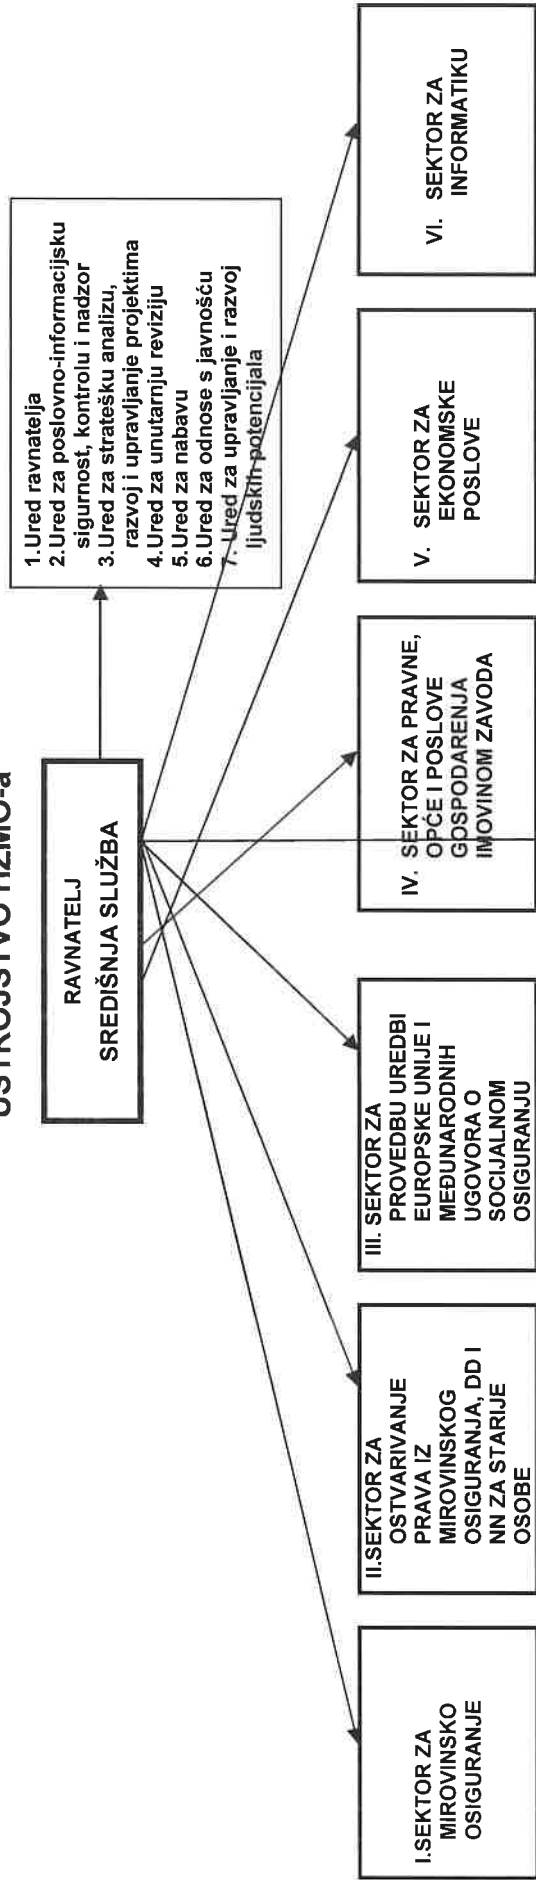 USTROJSTVO HZMO-a
RAVNATELJ
SREDIŠNJA SLUŽBA
1.Ured ravnatelja
2.Ured za poslovno-informacijsku
sigurnost, kontrolu i nadzor
3.Ured za stratešku analizu,
razvoj i upravljanje projektima
4.Ured za unutarnju reviziju
5.Ured za nabavu
6.Ured za odnose s javnošću
7. Ured za upravljanje i razvoj
ljudskih potencijala
I.SEKTOR ZA
MIROVINSKO
OSIGURANJE
II.SEKTOR ZA
OSTVARIVANJE
PRAVA IZ
MIROVINSKOG
OSIGURANJA, DD I
NN ZA STARIJE
OSOBE
III. SEKTOR ZA
PROVEDBU UREDBI
EUROPSKE UNIJE I
MEĐUNARODNIH
UGOVORA O
SOCIJALNOM
OSIGURANJU
IV. SEKTOR ZA PRAVNE,
OPĆE I POSLOVE
GOSPODARENJA
IMOVINOM ZAVODA
V. SEKTOR ZA
EKONOMSKE
POSLOVE
VI. SEKTOR ZA
INFORMATIKU